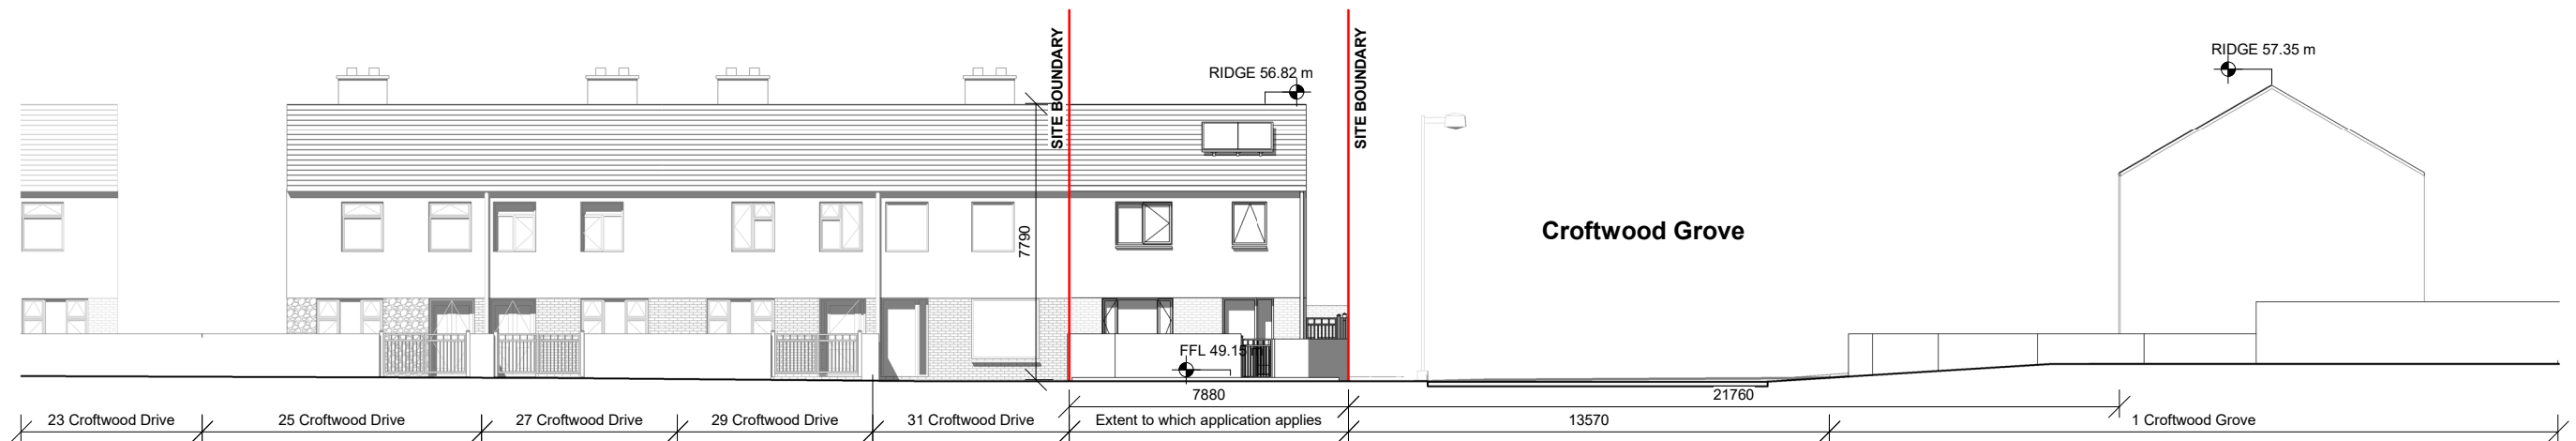 SITE BOUNDARY
SITE BOUNDARY
RIDGE 57.35 m
RIDGE 56.82 m
Croftwood Grove
7790
FFL 49.15 m
7880
21760
23 Croftwood Drive
25 Croftwood Drive
27 Croftwood Drive
29 Croftwood Drive
31 Croftwood Drive
Extent to which application applies
13570
1 Croftwood Grove